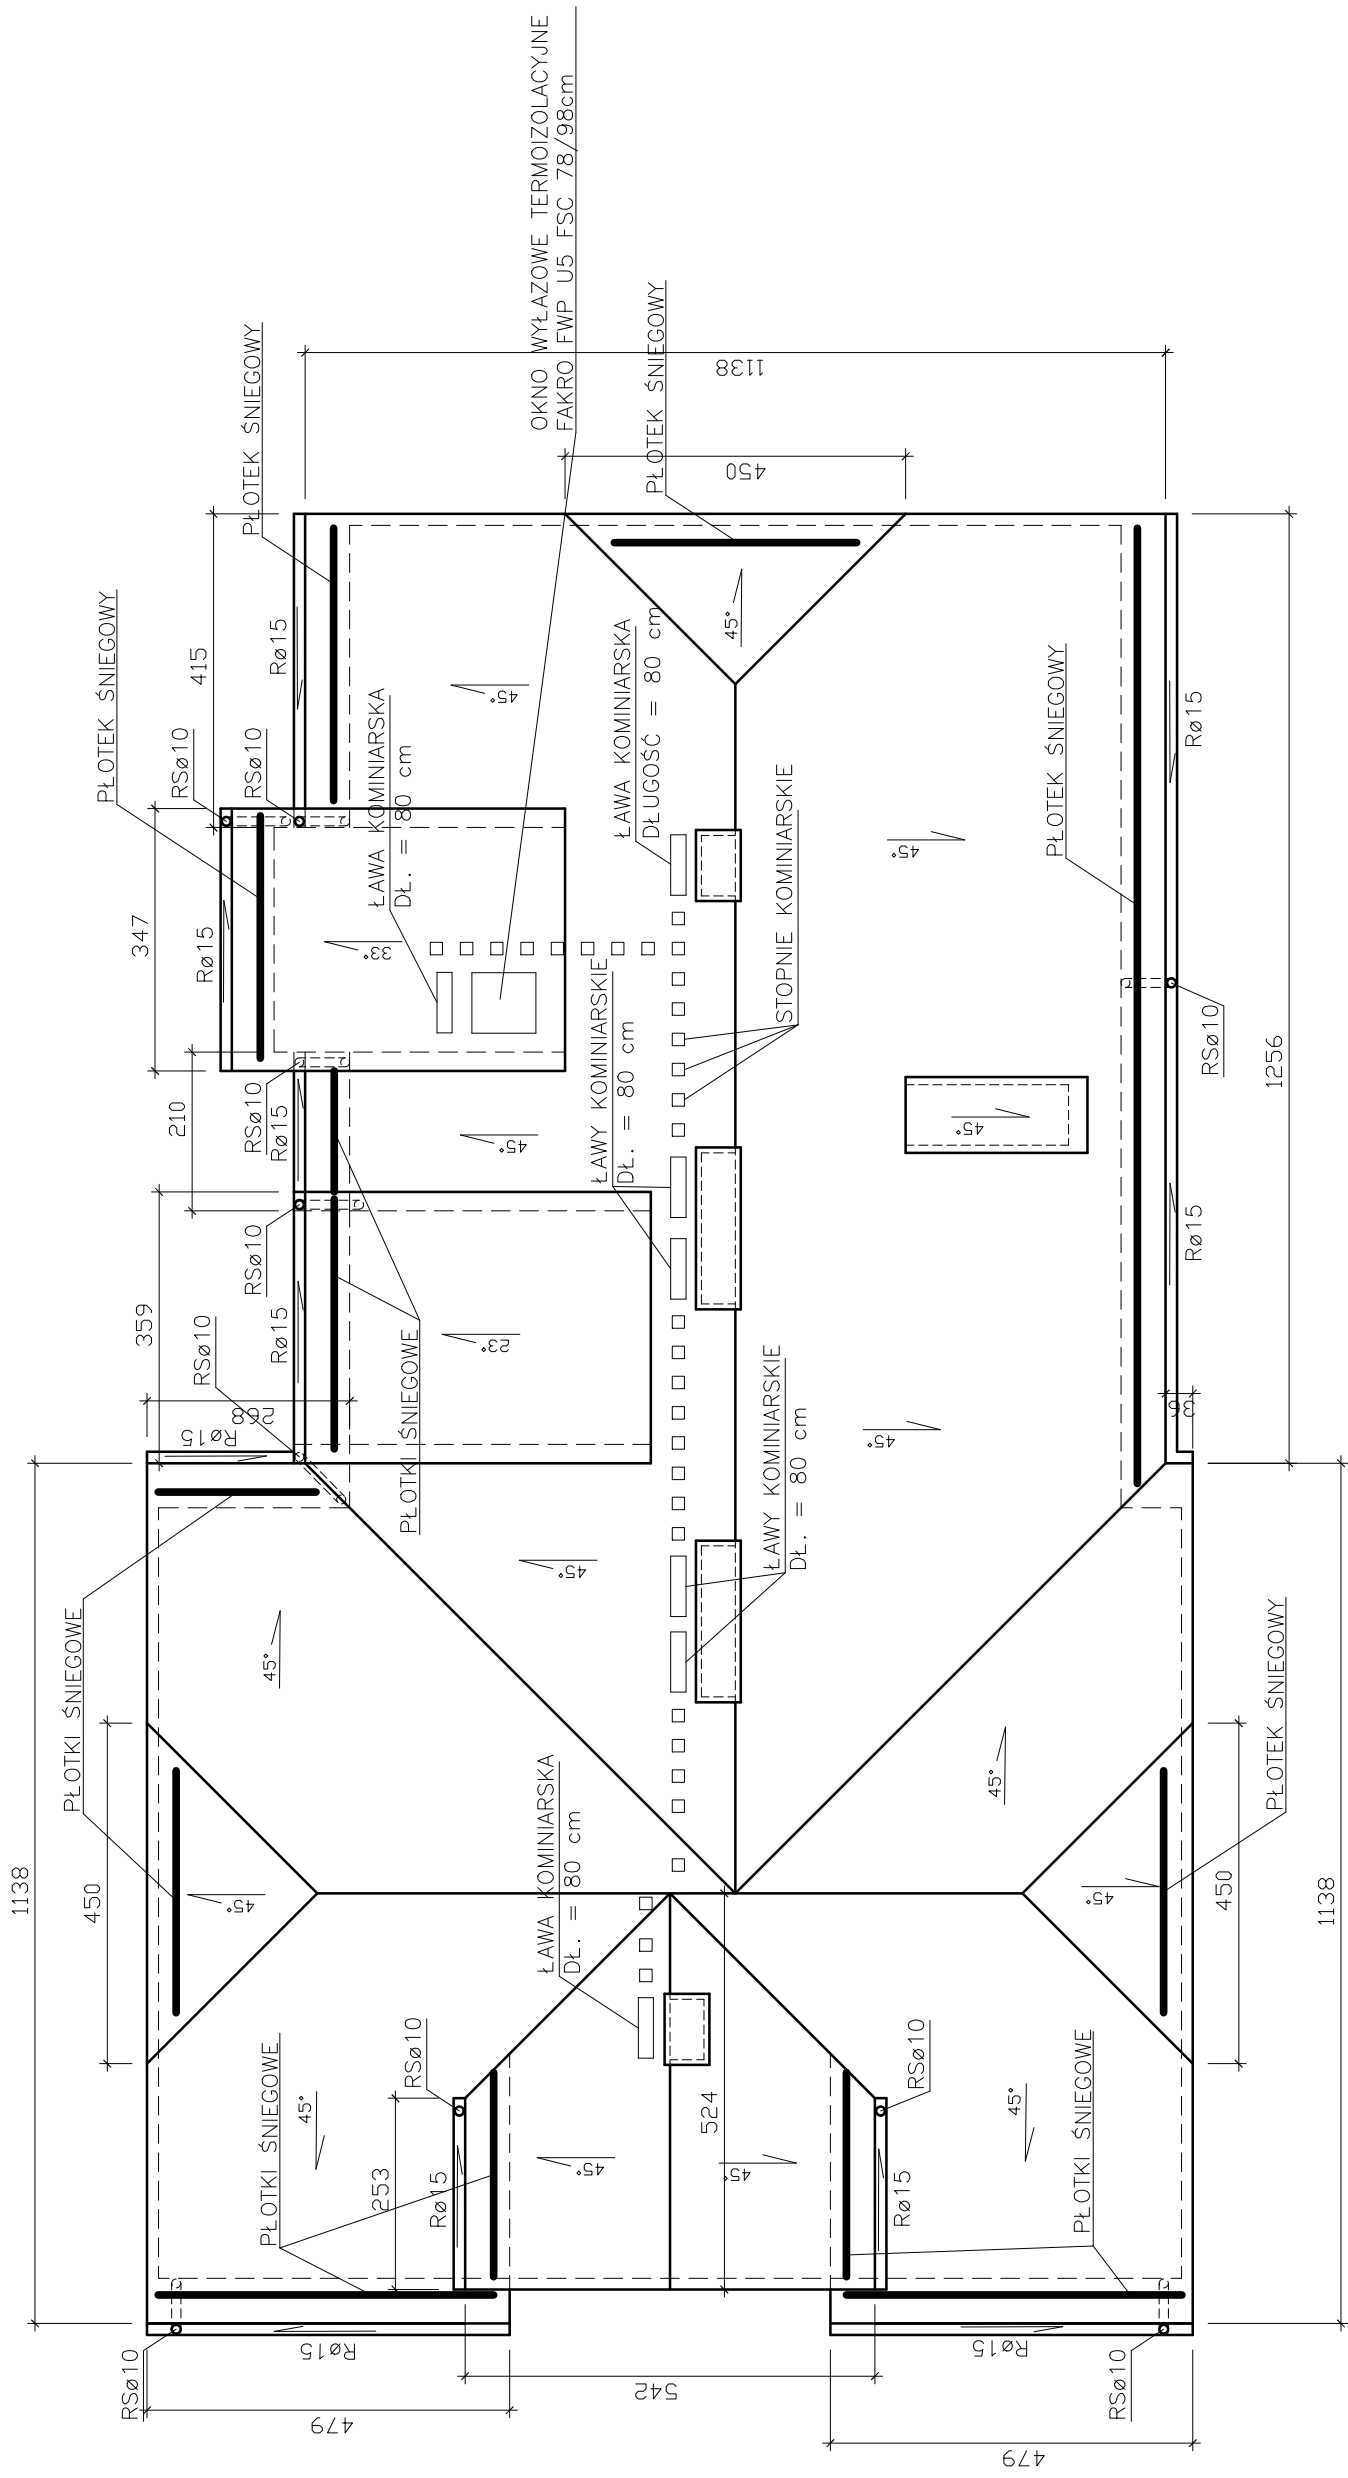 OKNO WYŁAZOWE TERMOIZOLACYJNE
FAKRO FWP U5 FSC 78/98cm
PŁOTEK ŚNIEGOWY
PŁOTEK ŚNIEGOWY
1138
450
PŁOTEK ŚNIEGOWY
415
Rø15
RSø10
RSø10
45°
45°
ŁAWA KOMINIARSKA
DŁ. = 80 cm
ŁAWA KOMINIARSKA
DŁUGOŚĆ = 80 cm
PŁOTEK ŚNIEGOWY
Rø15
347
Rø15
33°
STOPNIE KOMINIARSKIE
45°
ŁAWY KOMINIARSKIE
DŁ. = 80 cm
RSø10
1256
210
RSø10
Rø15
45°
45°
359
RSø10
Rø15
23°
Rø15
RSø10
268
Rø15
PŁOTKI ŚNIEGOWE
36
45°
ŁAWY KOMINIARSKIE
DŁ. = 80 cm
45°
45°
PŁOTKI ŚNIEGOWE
45°
PŁOTEK ŚNIEGOWY
1138
450
45°
ŁAWA KOMINIARSKA
DŁ. = 80 cm
45°
450
1138
RSø10
RSø10
PŁOTKI ŚNIEGOWE
45°
524
45°
PŁOTKI ŚNIEGOWE
253
Rø15
45°
45°
Rø15
Rø15
Rø15
RSø10
RSø10
542
479
479